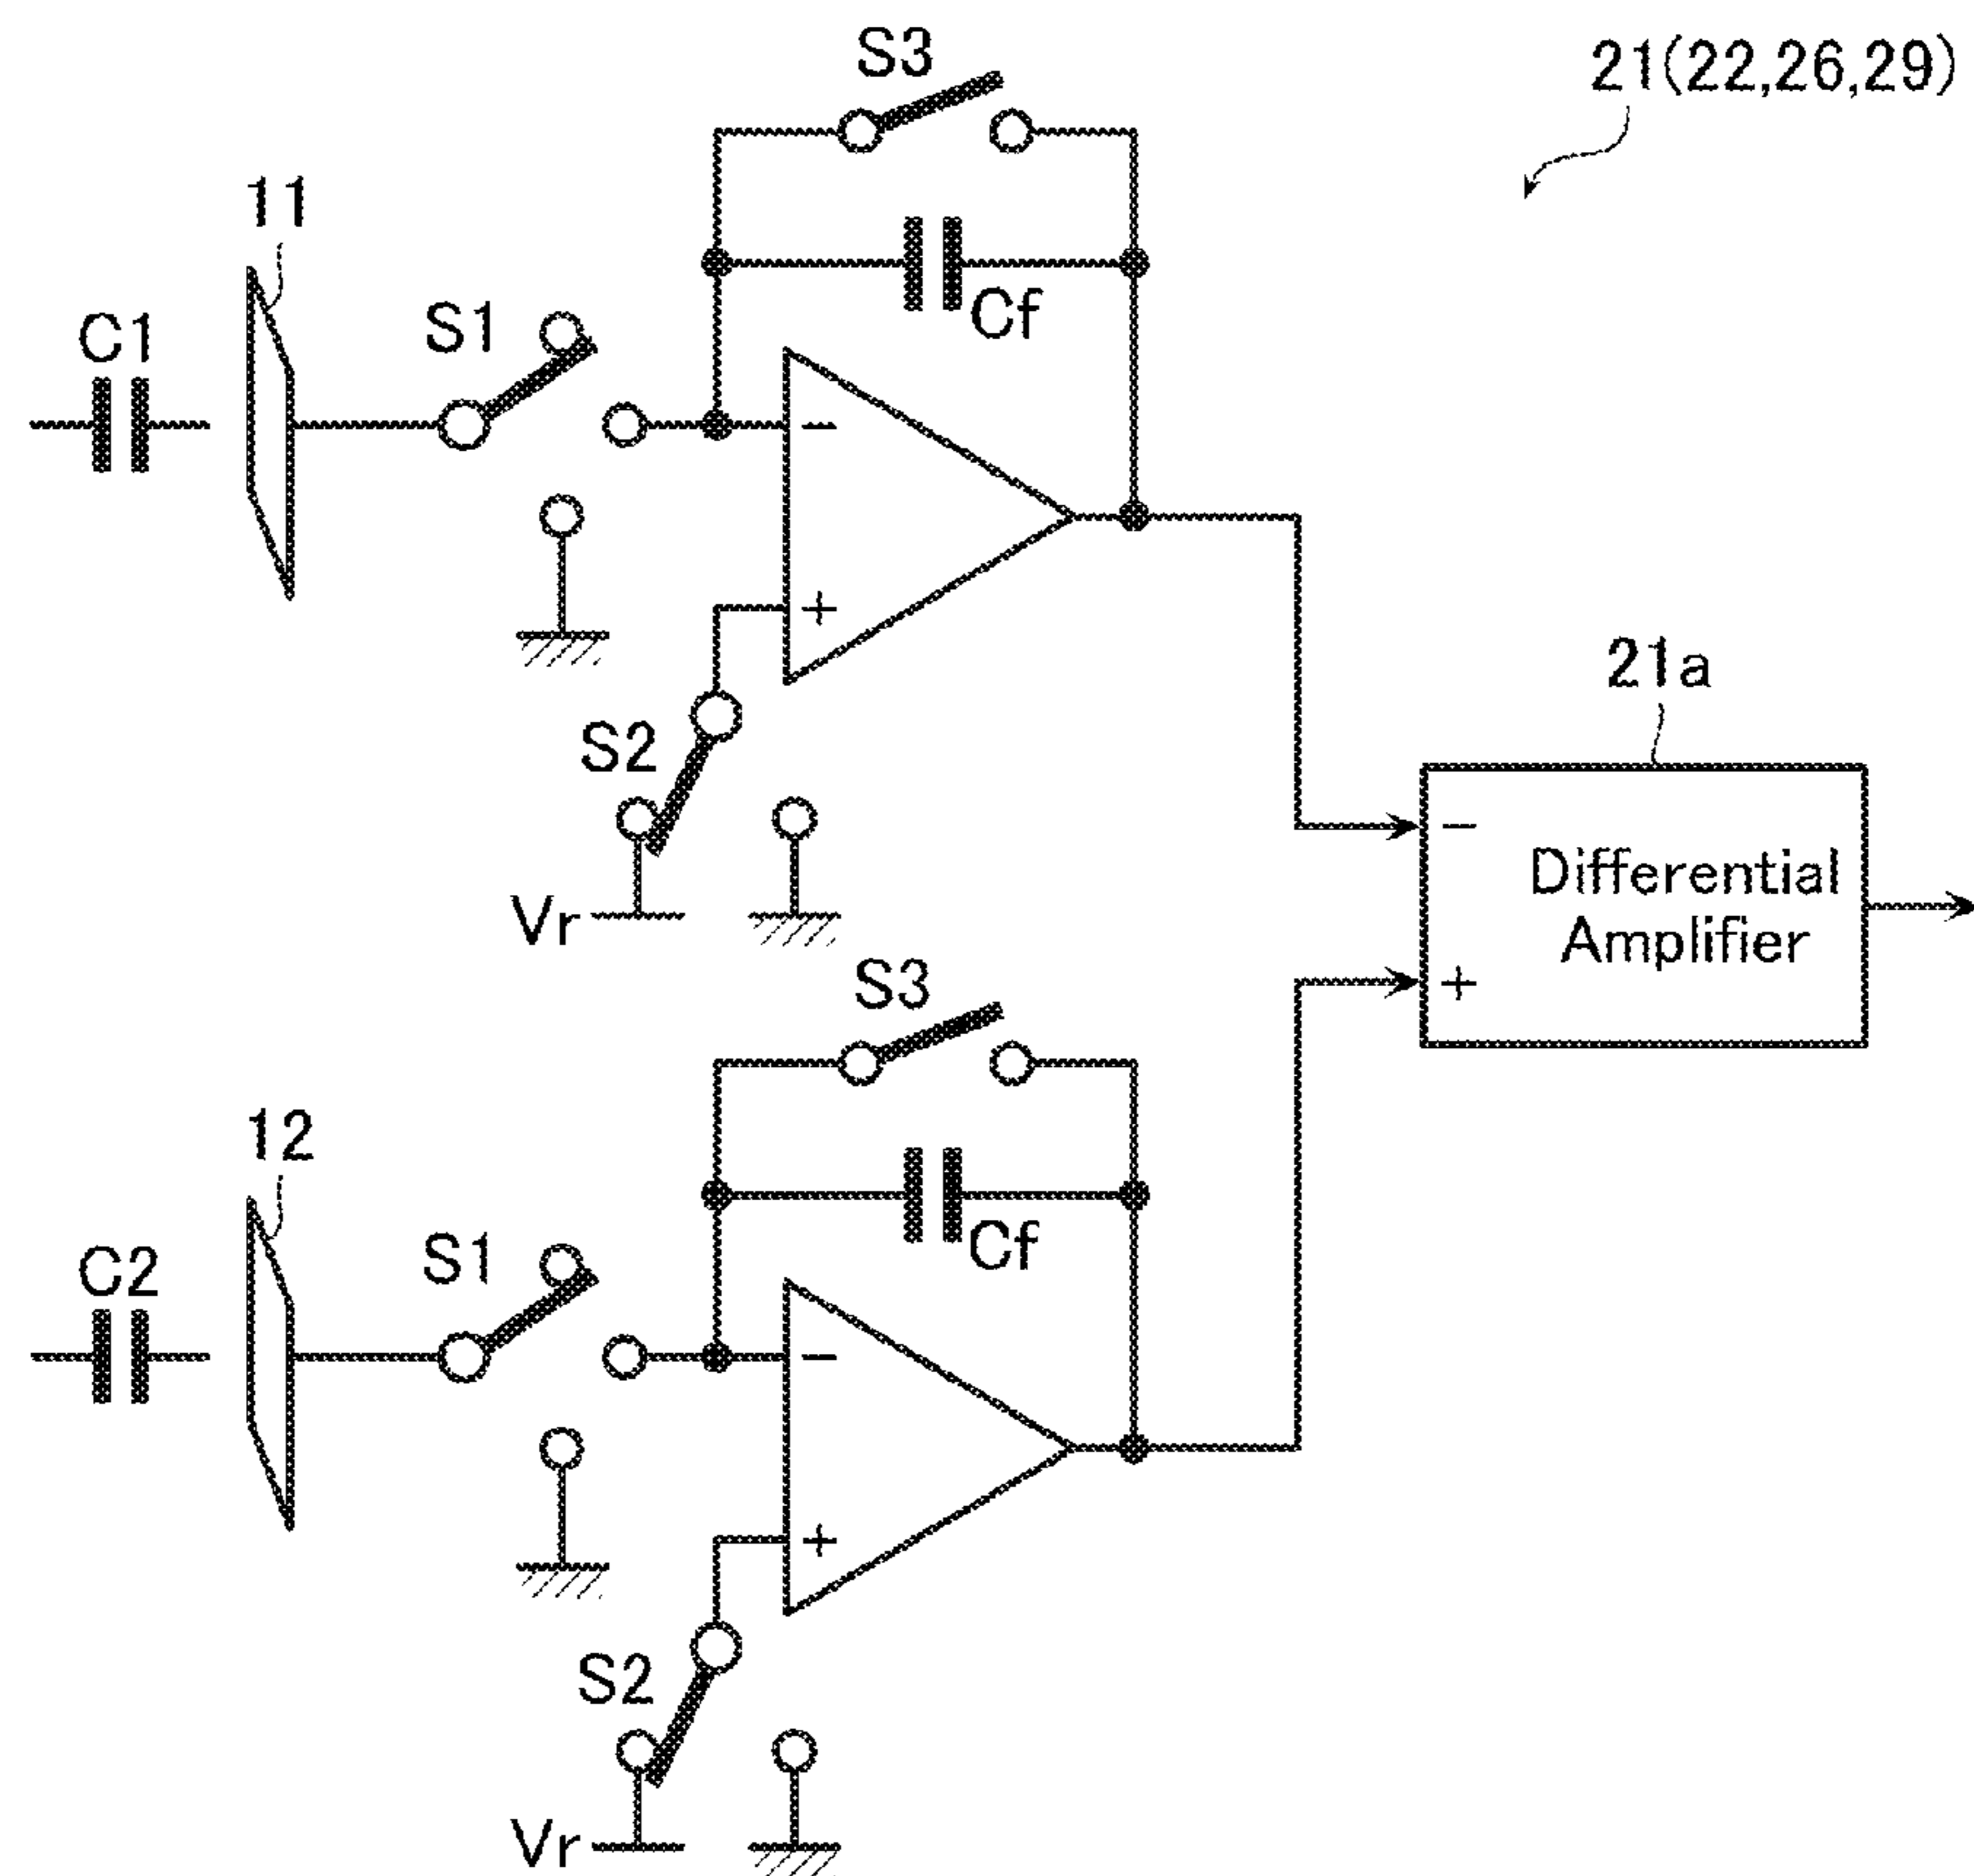 S3
21(22,26,29)
11
C1
S1
Cf
−
+
S2
Vr
21a
−
Differential
Amplifier
+
S3
12
C2
S1
Cf
−
+
S2
Vr